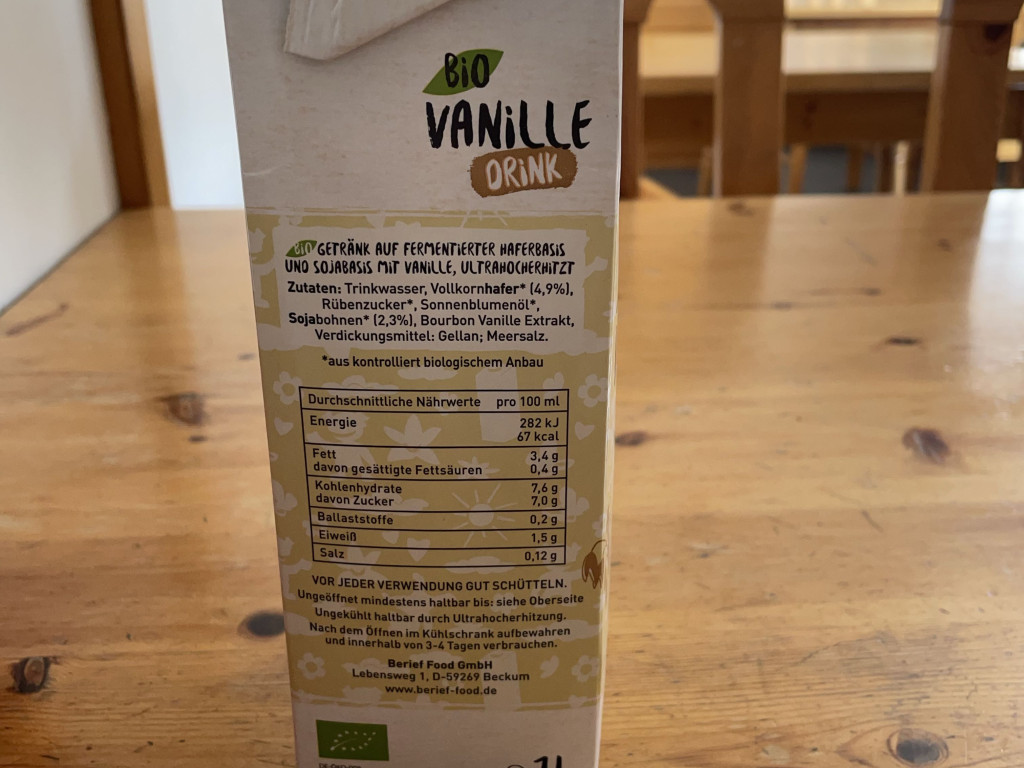 BiO
VANiLLE
DRiNK
BiO GETRÄNK AUF FERMENTiERTER HAFERBASiS
UND SOJABASiS MiT VANiLLE, ULTRAHOCHERHiTZT
Zutaten: Trinkwasser, Vollkornhafer* (4,9%),
Rübenzucker*, Sonnenblumenöl*,
Sojabohnen* (2,3%), Bourbon Vanille Extrakt,
Verdickungsmittel: Gellan; Meersalz.
*aus kontrolliert biologischem Anbau
Durchschnittliche Nährwerte pro 100 ml
Energie 282 kJ
67 kcal
Fett 3,4 g
davon gesättigte Fettsäuren 0,4 g
Kohlenhydrate 7,6 g
davon Zucker 7,0 g
Ballaststoffe 0,2 g
Eiweiß 1,5 g
Salz 0,12 g
VOR JEDER VERWENDUNG GUT SCHÜTTELN.
Ungeöffnet mindestens haltbar bis: siehe Oberseite
Ungekühlt haltbar durch Ultrahocherhitzung.
Nach dem Öffnen im Kühlschrank aufbewahren
und innerhalb von 3-4 Tagen verbrauchen.
Berief Food GmbH
Lebensweg 1, D-59269 Beckum
www.berief-food.de
1L